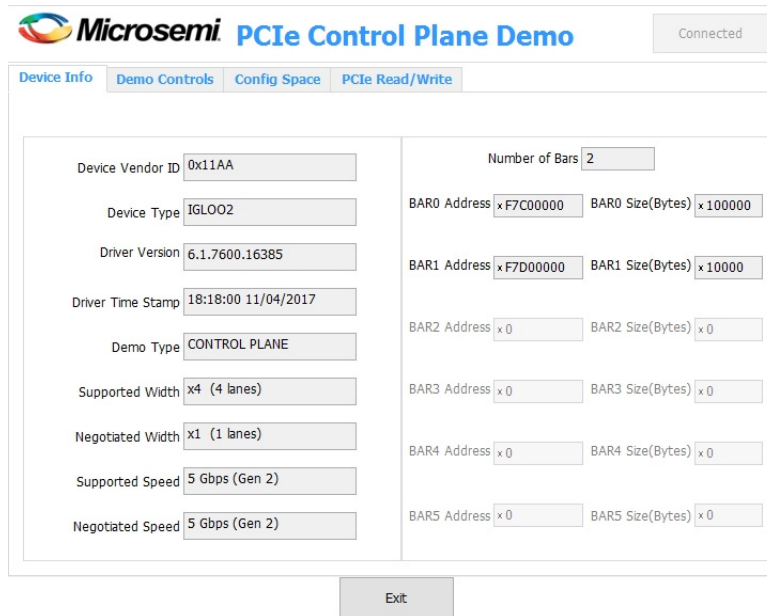 Microsemi. PCIe Control Plane Demo
Connected
Device Info Demo Controls Config Space PCIe Read/Write
Device Vendor ID 0x11AA
Device Type IGLOO2
Driver Version 6.1.7600.16385
Driver Time Stamp 18:18:00 11/04/2017
Demo Type CONTROL PLANE
Supported Width x4 (4 lanes)
Negotiated Width x1 (1 lanes)
Supported Speed 5 Gbps (Gen 2)
Negotiated Speed 5 Gbps (Gen 2)
Number of Bars 2
BAR0 Address x F7C00000 BAR0 Size(Bytes) x 100000
BAR1 Address x F7D00000 BAR1 Size(Bytes) x 10000
BAR2 Address x 0 BAR2 Size(Bytes) x 0
BAR3 Address x 0 BAR3 Size(Bytes) x 0
BAR4 Address x 0 BAR4 Size(Bytes) x 0
BAR5 Address x 0 BAR5 Size(Bytes) x 0
Exit